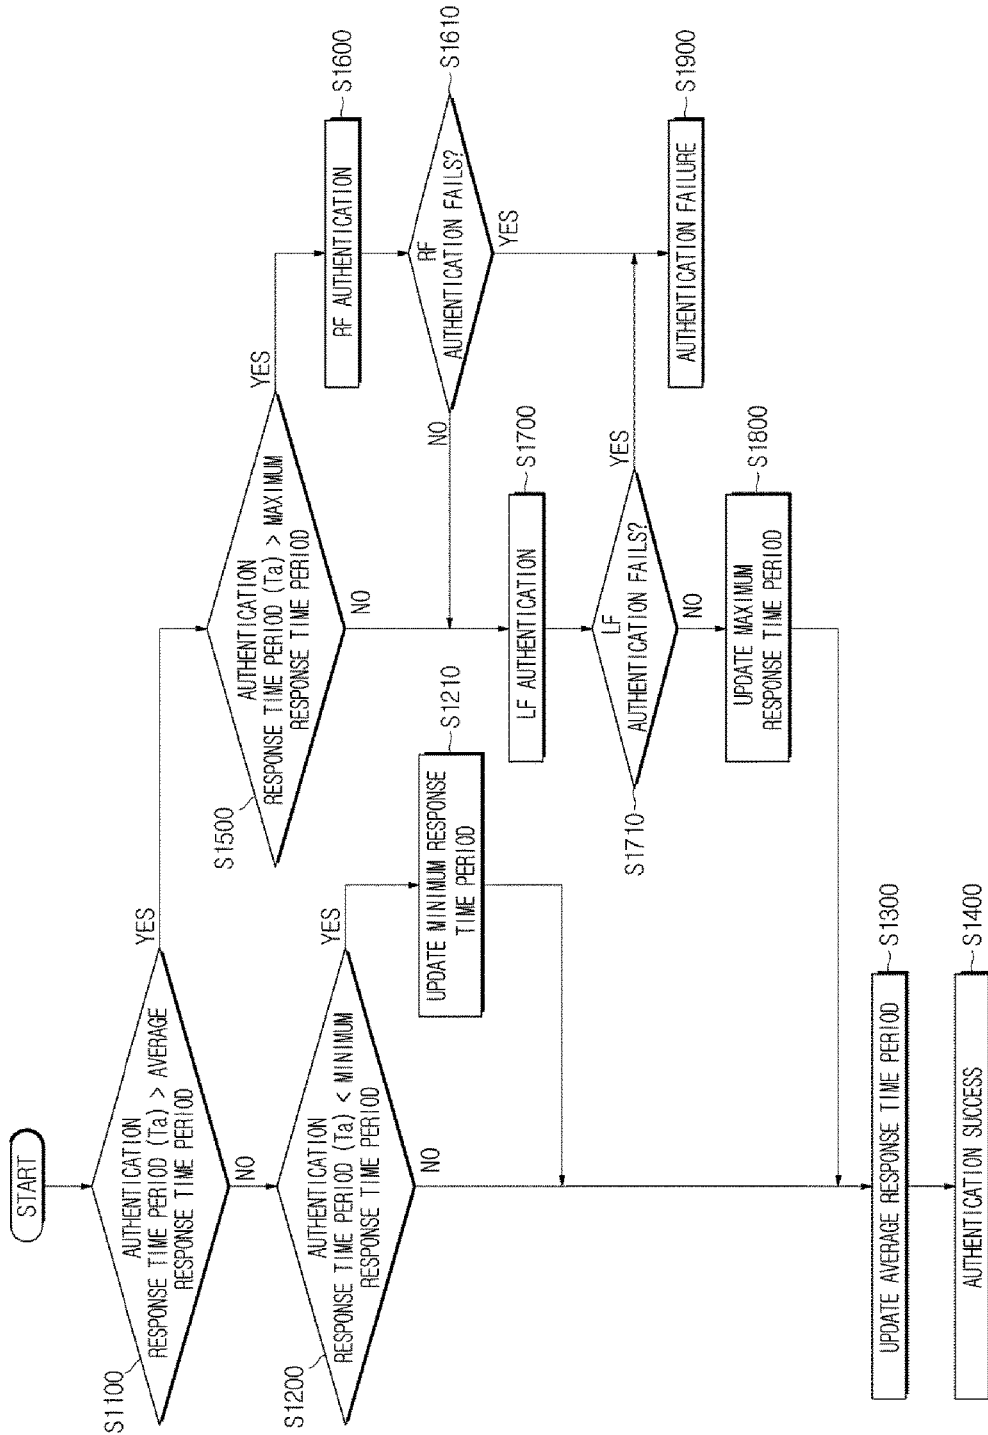 START
S1100
AUTHENTICATION
RESPONSE TIME PERIOD (Ta) > AVERAGE
RESPONSE TIME PERIOD
YES
NO
S1200
AUTHENTICATION
RESPONSE TIME PERIOD (Ta) < MINIMUM
RESPONSE TIME PERIOD
YES
NO
UPDATE MINIMUM RESPONSE
TIME PERIOD
S1210
S1500
AUTHENTICATION
RESPONSE TIME PERIOD (Ta) > MAXIMUM
RESPONSE TIME PERIOD
YES
NO
RF AUTHENTICATION
S1600
RF
AUTHENTICATION FAILS?
S1610
NO
YES
LF AUTHENTICATION
S1700
LF
AUTHENTICATION FAILS?
S1710
YES
NO
UPDATE MAXIMUM
RESPONSE TIME PERIOD
S1800
AUTHENTICATION FAILURE
S1900
UPDATE AVERAGE RESPONSE TIME PERIOD
S1300
AUTHENTICATION SUCCESS
S1400